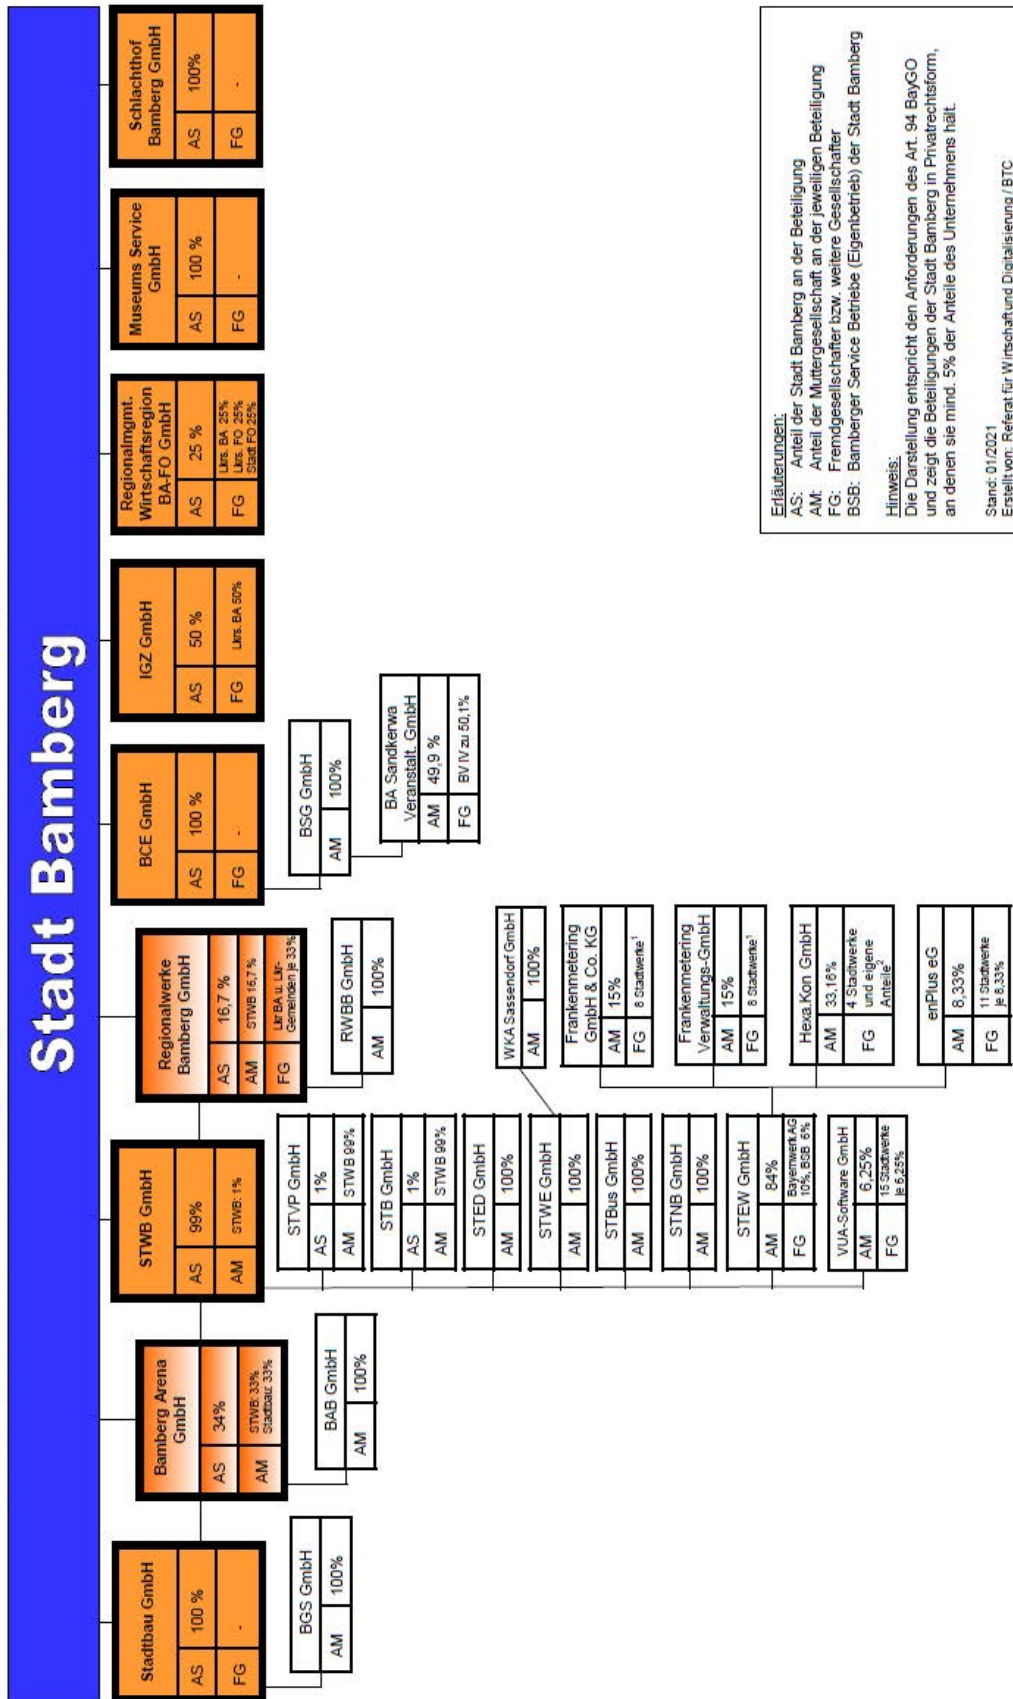 Stadt Bamberg
Stadtbau GmbH
AS 100 %
FG -
BGS GmbH
AM 100%
Bamberg Arena
GmbH
AS 34%
AM STWB: 33%
Stadtbau: 33%
BAB GmbH
AM 100%
STWB GmbH
AS 99%
AM STWB: 1%
STVP GmbH
AS 1%
AM STWB 99%
STB GmbH
AS 1%
AM STWB 99%
STED GmbH
AM 100%
STWE GmbH
AM 100%
STBus GmbH
AM 100%
STNB GmbH
AM 100%
STEW GmbH
AM 84%
FG Bayernwerk AG
10%, BSB 6%
VUA-Software GmbH
AM 6,25%
FG 15 Stadtwerke
je 6,25%
Regionalwerke
Bamberg GmbH
AS 16,7 %
AM STWB 16,7 %
FG Lkr BA u. Lkr-
Gemeinden je 33%
RWBB GmbH
AM 100%
WKA Sassendorf GmbH
AM 100%
Frankenmetering
GmbH & Co. KG
AM 15%
FG 8 Stadtwerke¹
Frankenmetering
Verwaltungs-GmbH
AM 15%
FG 8 Stadtwerke¹
Hexa.Kon GmbH
AM 33,16%
FG 4 Stadtwerke
und eigene
Anteile²
enPlus eG
AM 8,33%
FG 11 Stadtwerke
je 8,33%
BCE GmbH
AS 100 %
FG -
BSG GmbH
AM 100%
BA Sandkerwa
Veranstalt. GmbH
AM 49,9 %
FG BV IV zu 50,1%
IGZ GmbH
AS 50 %
FG Lkrs. BA 50%
Regionalmgmt.
Wirtschaftsregion
BA-FO GmbH
AS 25 %
FG Lkrs. BA 25%
Lkrs. FO 25%
Stadt FO 25%
Museums Service
GmbH
AS 100 %
FG -
Schlachthof
Bamberg GmbH
AS 100%
FG -
Erläuterungen:
AS: Anteil der Stadt Bamberg an der Beteiligung
AM: Anteil der Muttergesellschaft an der jeweiligen Beteiligung
FG: Fremdgesellschafter bzw. weitere Gesellschafter
BSB: Bamberger Service Betriebe (Eigenbetrieb) der Stadt Bamberg
Hinweis:
Die Darstellung entspricht den Anforderungen des Art. 94 BayGO
und zeigt die Beteiligungen der Stadt Bamberg in Privatrechtsform,
an denen sie mind. 5% der Anteile des Unternehmens hält.
Stand: 01/2021
Erstellt von: Referat für Wirtschaft und Digitalisierung / BTC